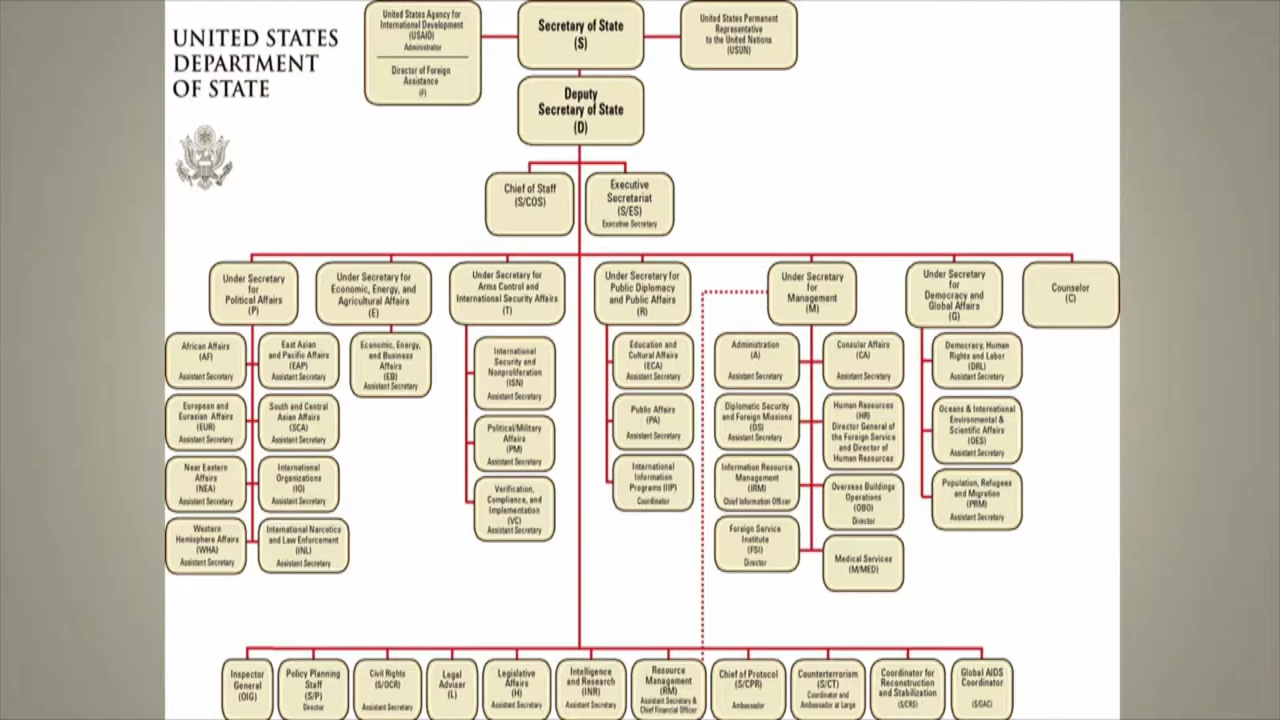 UNITED STATES
DEPARTMENT
OF STATE
United States Agency for
International Development
(USAID)
Administrator
Director of Foreign
Assistance
(F)
Secretary of State
(S)
United States Permanent
Representative
to the United Nations
(USUN)
Deputy
Secretary of State
(D)
Chief of Staff
(S/COS)
Executive
Secretariat
(S/ES)
Executive Secretary
Under Secretary
for
Political Affairs
(P)
Under Secretary for
Economic, Energy, and
Agricultural Affairs
(E)
Under Secretary for
Arms Control and
International Security Affairs
(T)
Under Secretary for
Public Diplomacy
and Public Affairs
(R)
Under Secretary
for
Management
(M)
Under Secretary
for
Democracy and
Global Affairs
(G)
Counselor
(C)
African Affairs
(AF)
Assistant Secretary
East Asian
and Pacific Affairs
(EAP)
Assistant Secretary
European and
Eurasian Affairs
(EUR)
Assistant Secretary
South and Central
Asian Affairs
(SCA)
Assistant Secretary
Near Eastern
Affairs
(NEA)
Assistant Secretary
International
Organizations
(IO)
Assistant Secretary
Western
Hemisphere Affairs
(WHA)
Assistant Secretary
International Narcotics
and Law Enforcement
(INL)
Assistant Secretary
Economic, Energy,
and Business
Affairs
(EB)
Assistant Secretary
International
Security and
Nonproliferation
(ISN)
Assistant Secretary
Political/Military
Affairs
(PM)
Assistant Secretary
Verification,
Compliance, and
Implementation
(VC)
Assistant Secretary
Education and
Cultural Affairs
(ECA)
Assistant Secretary
Public Affairs
(PA)
Assistant Secretary
International
Information
Programs (IIP)
Coordinator
Administration
(A)
Assistant Secretary
Consular Affairs
(CA)
Assistant Secretary
Diplomatic Security
and Foreign Missions
(DS)
Assistant Secretary
Human Resources
(HR)
Director General of
the Foreign Service
and Director of
Human Resources
Information Resource
Management
(IRM)
Chief Information Officer
Overseas Buildings
Operations
(OBO)
Director
Foreign Service
Institute
(FSI)
Director
Medical Services
(M/MED)
Democracy, Human
Rights and Labor
(DRL)
Assistant Secretary
Oceans & International
Environmental &
Scientific Affairs
(OES)
Assistant Secretary
Population, Refugees
and Migration
(PRM)
Assistant Secretary
Inspector
General
(OIG)
Policy Planning
Staff
(S/P)
Director
Civil Rights
(S/OCR)
Assistant Secretary
Legal
Adviser
(L)
Legislative
Affairs
(H)
Assistant Secretary
Intelligence
and Research
(INR)
Assistant Secretary
Resource
Management
(RM)
Assistant Secretary &
Chief Financial Officer
Chief of Protocol
(S/CPR)
Ambassador
Counterterrorism
(S/CT)
Coordinator and
Ambassador at Large
Coordinator for
Reconstruction
and Stabilization
(S/CRS)
Global AIDS
Coordinator
(S/GAC)